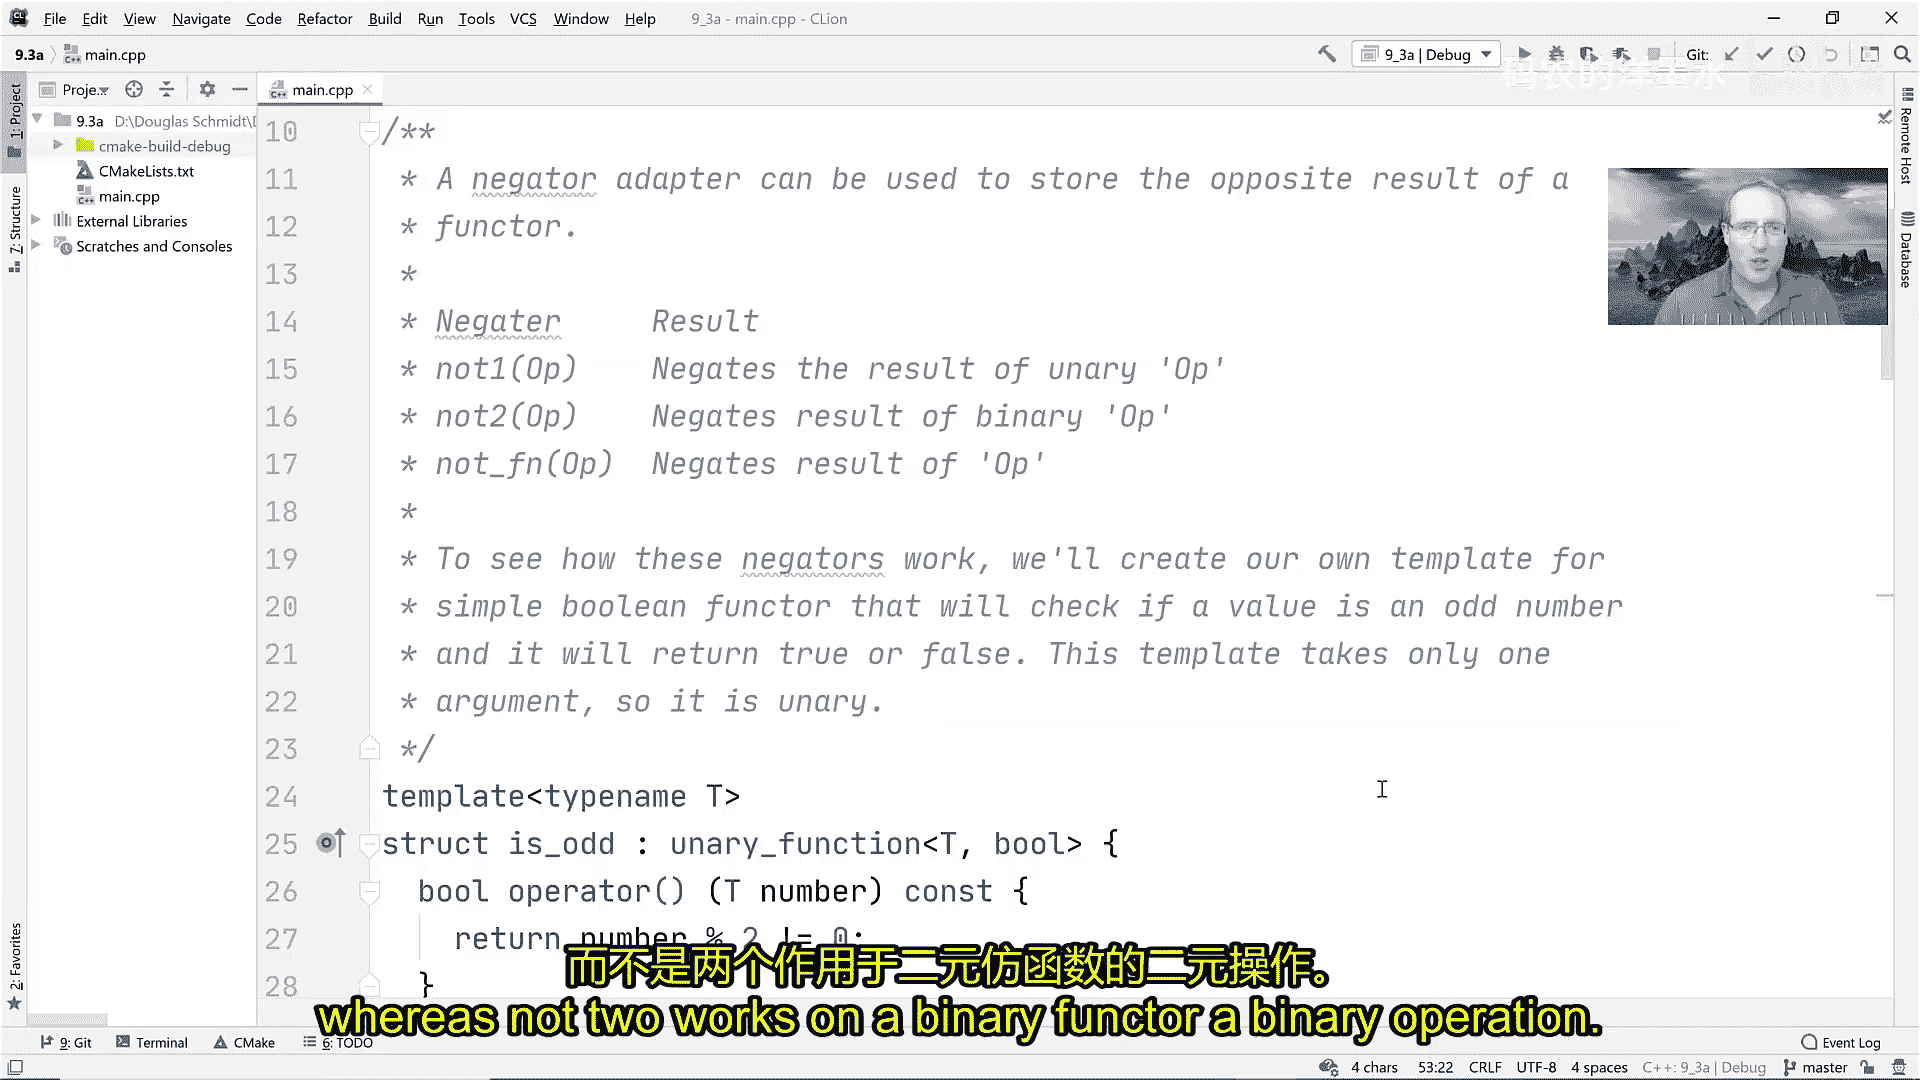 File Edit View Navigate Code Refactor Build Run Tools VCS Window Help 9_3a - main.cpp - CLion
9.3a main.cpp 9_3a | Debug Git:
码农的洋墨水
1: Project Proje... main.cpp
9.3a D:\Douglas Schmidt\
cmake-build-debug
CMakeLists.txt
main.cpp
External Libraries
Scratches and Consoles
7: Structure
2: Favorites
Remote Host
Database
10 /**
11 * A negator adapter can be used to store the opposite result of a
12 * functor.
13 *
14 * Negater Result
15 * not1(Op) Negates the result of unary 'Op'
16 * not2(Op) Negates result of binary 'Op'
17 * not_fn(Op) Negates result of 'Op'
18 *
19 * To see how these negators work, we'll create our own template for
20 * simple boolean functor that will check if a value is an odd number
21 * and it will return true or false. This template takes only one
22 * argument, so it is unary.
23 */
24 template<typename T>
25 struct is_odd : unary_function<T, bool> {
26 bool operator() (T number) const {
27 return number % 2 != 0;
28 }
而不是两个作用于二元仿函数的二元操作。
whereas not two works on a binary functor a binary operation.
9: Git Terminal CMake 6: TODO Event Log
4 chars 53:22 CRLF UTF-8 4 spaces C++: 9_3a | Debug master